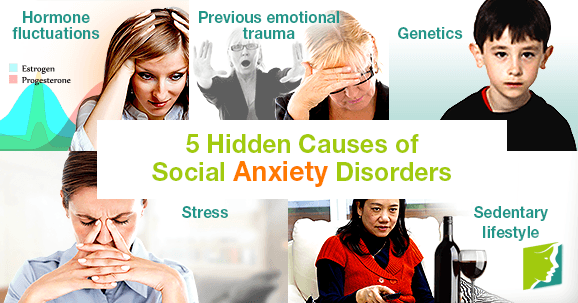 Hormone
fluctuations
Estrogen
Progesterone
Previous emotional
trauma
Genetics
5 Hidden Causes of
Social Anxiety Disorders
Stress
Sedentary
lifestyle